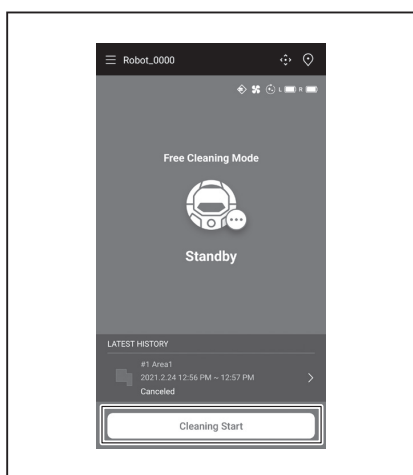 Robot_0000
L R
Free Cleaning Mode
Standby
LATEST HISTORY
#1 Area1
2021.2.24 12:56 PM ~ 12:57 PM
Canceled
Cleaning Start